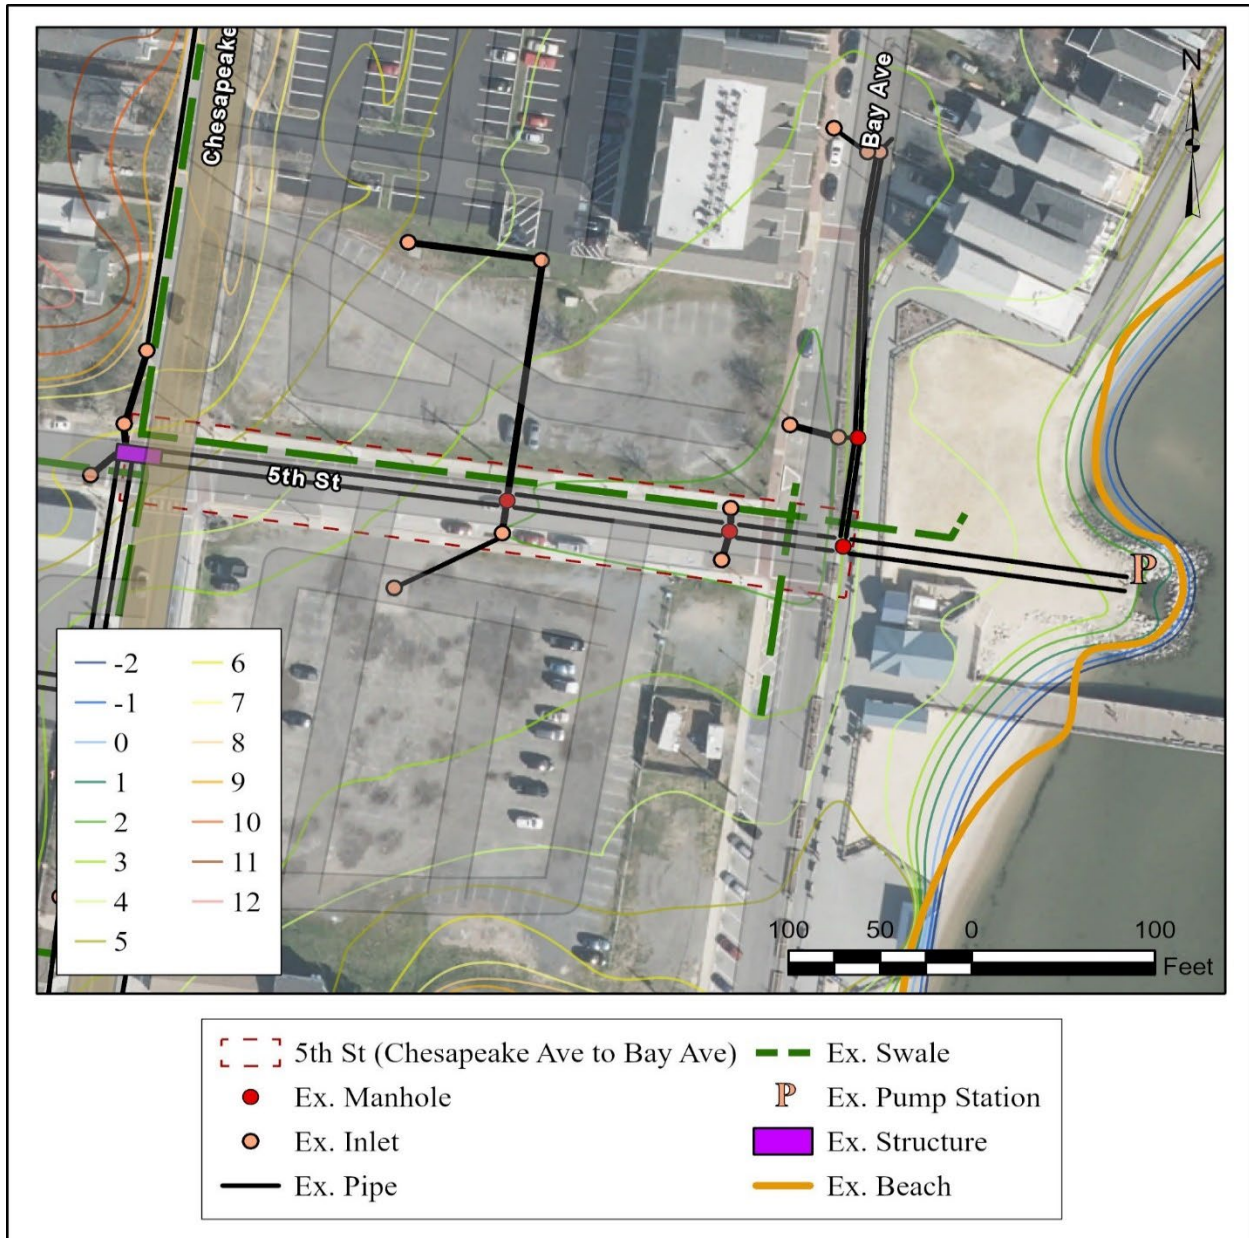 Chesapeake
Bay Ave
N
5th St
P
-2 6
-1 7
0 8
1 9
2 10
3 11
4 12
5
100 50 0 100
Feet
5th St (Chesapeake Ave to Bay Ave)
Ex. Swale
Ex. Manhole
P Ex. Pump Station
Ex. Inlet
Ex. Structure
Ex. Pipe
Ex. Beach